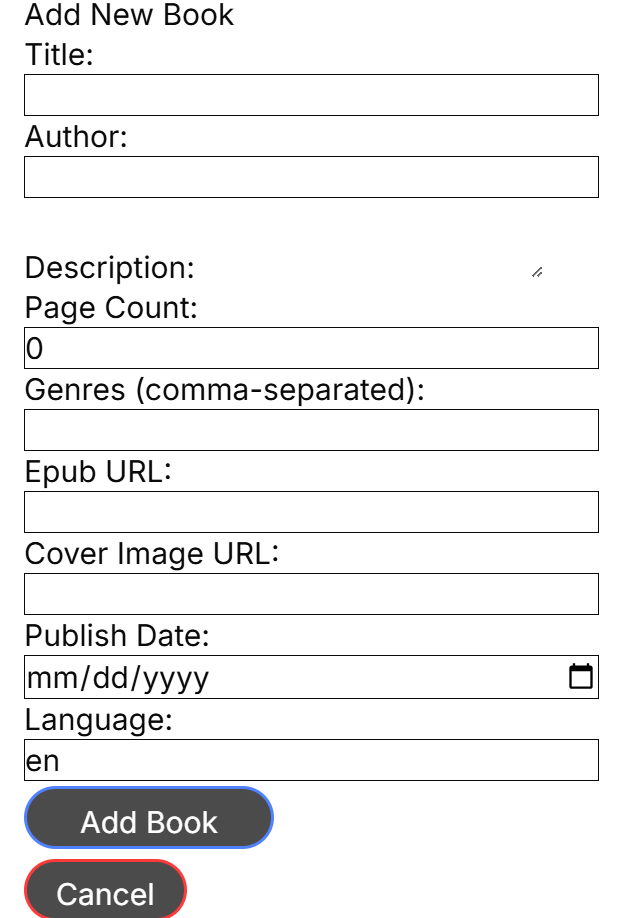 Add New Book
Title:
Author:
Description:
Page Count:
0
Genres (comma-separated):
Epub URL:
Cover Image URL:
Publish Date:
mm/dd/yyyy
Language:
en
Add Book
Cancel